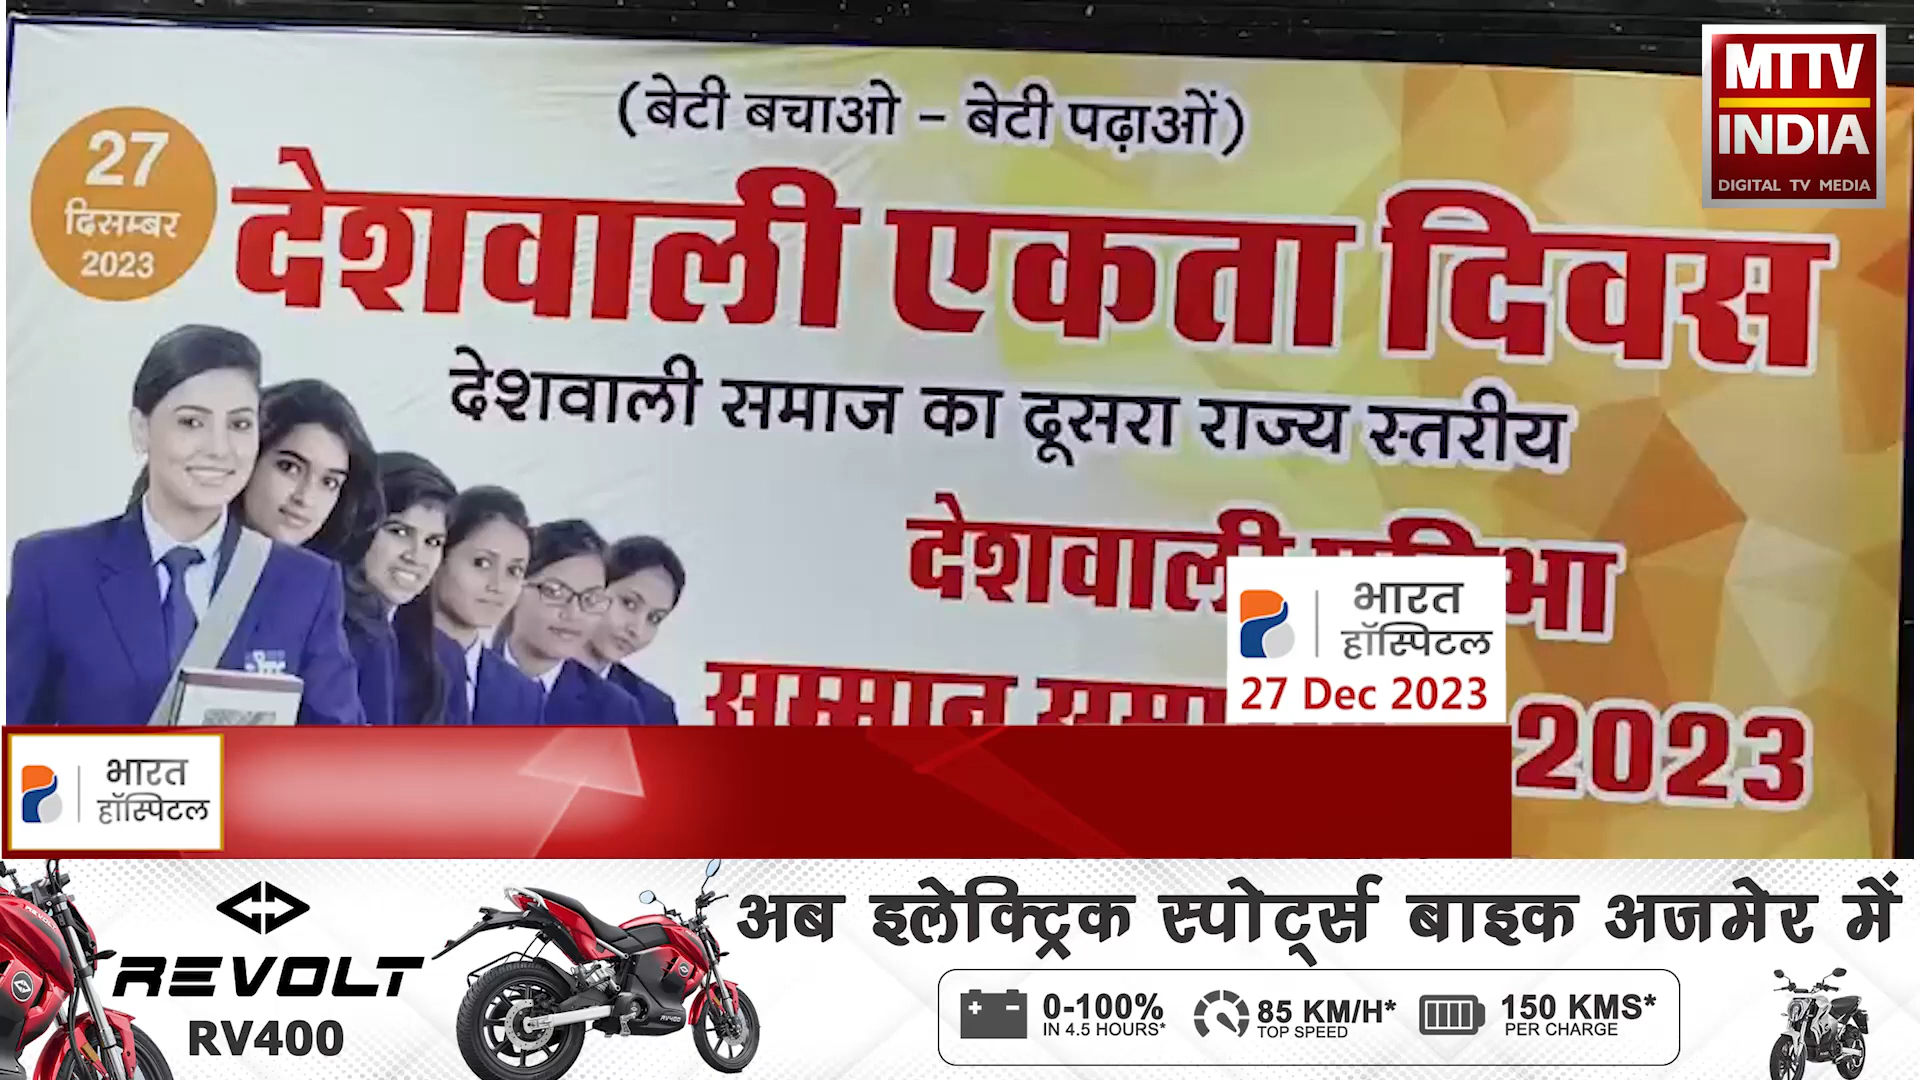 (बेटी बचाओ - बेटी पढ़ाओं)
MTTV
INDIA
DIGITAL TV MEDIA
27
दिसम्बर
2023
देशवाली एकता दिवस
देशवाली समाज का दूसरा राज्य स्तरीय
देशवाली
सम्मान
2023
भारत
हॉस्पिटल
27 Dec 2023
भारत
हॉस्पिटल
REVOLT
RV400
अब इलेक्ट्रिक स्पोर्ट्स बाइक अजमेर में
0-100%
IN 4.5 HOURS*
85 KM/H*
TOP SPEED
150 KMS*
PER CHARGE